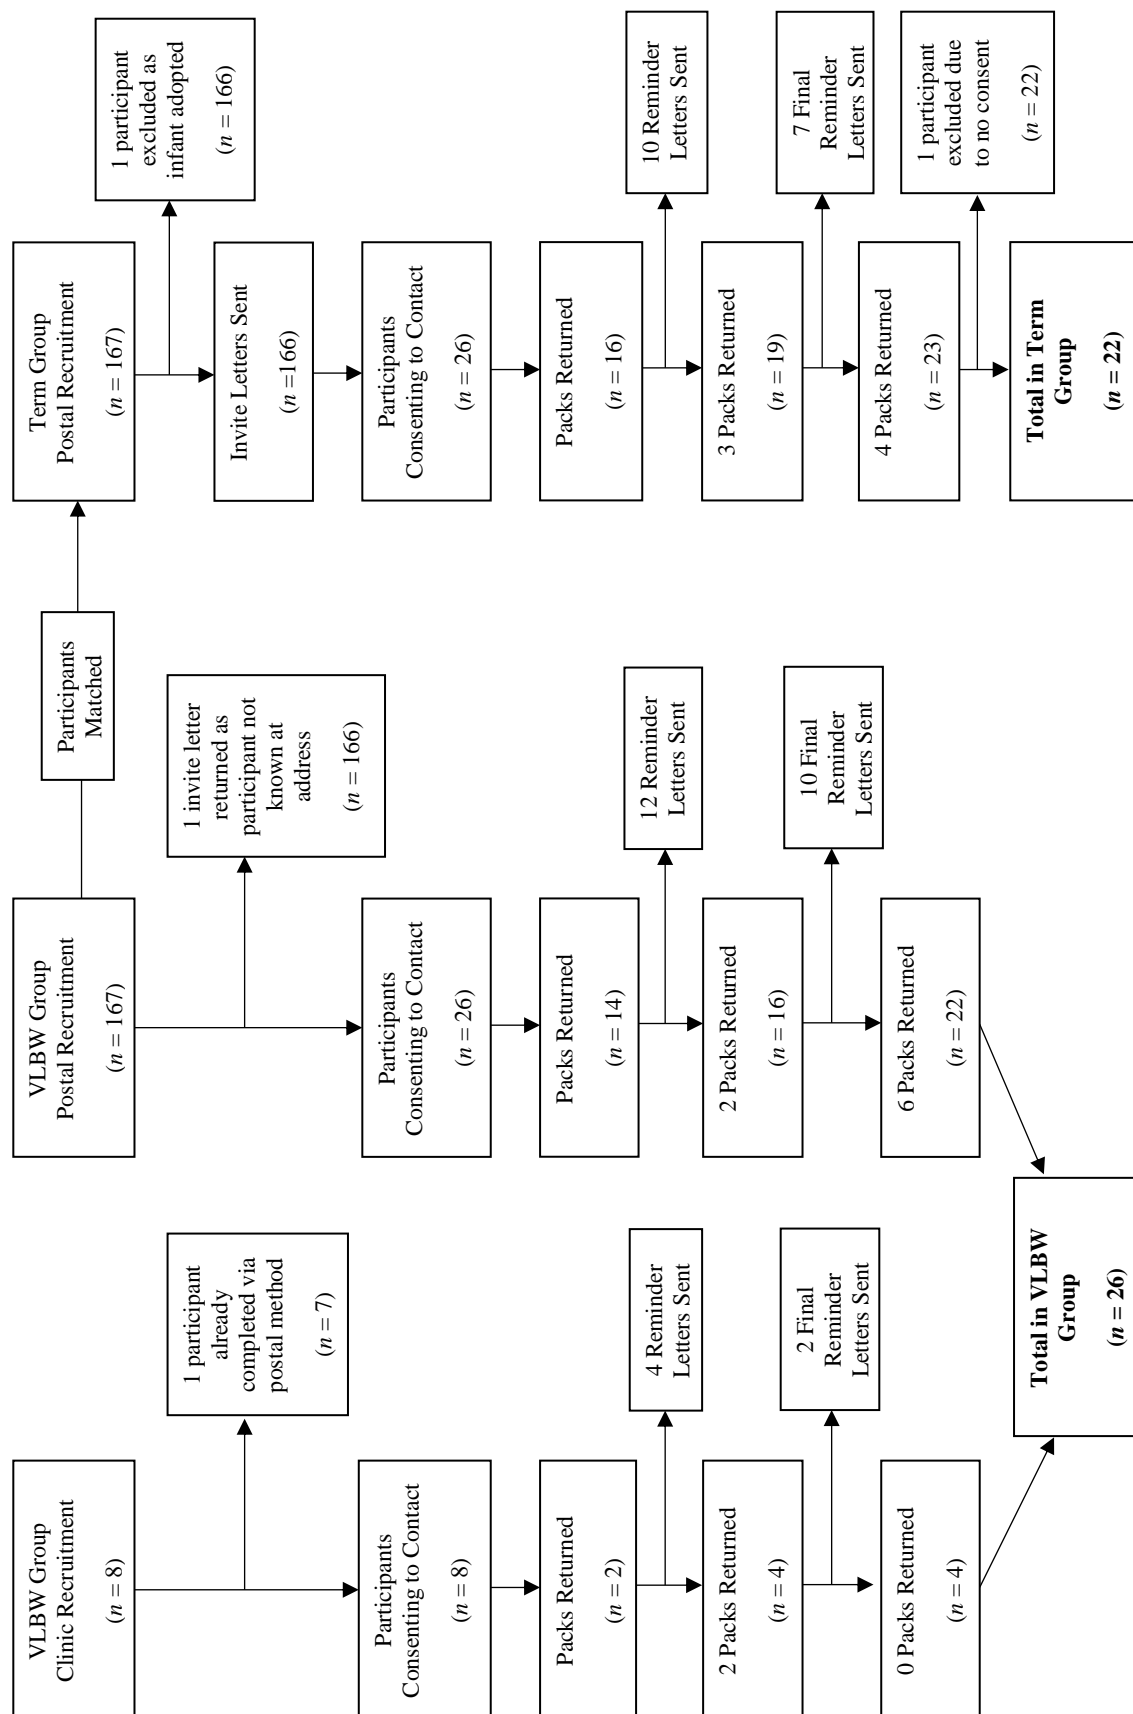 VLBW Group
Clinic Recruitment
(n = 8)
1 participant
already
completed via
postal method
(n = 7)
Participants
Consenting to Contact
(n = 8)
Packs Returned
(n = 2)
4 Reminder
Letters Sent
2 Packs Returned
(n = 4)
2 Final
Reminder
Letters Sent
0 Packs Returned
(n = 4)
VLBW Group
Postal Recruitment
(n = 167)
Participants
Matched
1 invite letter
returned as
participant not
known at
address
(n = 166)
Participants
Consenting to Contact
(n = 26)
Packs Returned
(n = 14)
12 Reminder
Letters Sent
2 Packs Returned
(n = 16)
10 Final
Reminder
Letters Sent
6 Packs Returned
(n = 22)
Total in VLBW
Group
(n = 26)
Term Group
Postal Recruitment
(n = 167)
1 participant
excluded as
infant adopted
(n = 166)
Invite Letters Sent
(n =166)
Participants
Consenting to Contact
(n = 26)
Packs Returned
(n = 16)
10 Reminder
Letters Sent
3 Packs Returned
(n = 19)
7 Final
Reminder
Letters Sent
4 Packs Returned
(n = 23)
1 participant
excluded due
to no consent
(n = 22)
Total in Term
Group
(n = 22)